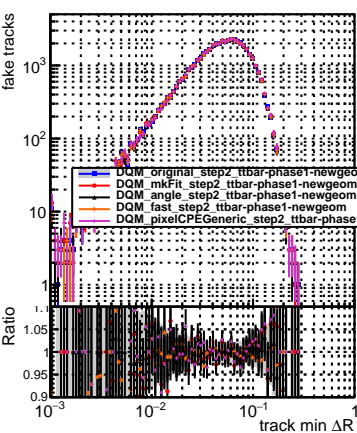 fake tracks
10³
10²
10
1
DQM_original_step2_ttbar-phase1-newgeom
DQM_mkFit_step2_ttbar-phase1-newgeom
DQM_angle_step2_ttbar-phase1-newgeom
DQM_fast_step2_ttbar-phase1-newgeom
DQM_pixelCPEGeneric_step2_ttbar-phase
Ratio
1.1
1.05
1
0.95
0.9
10⁻³ 10⁻² 10⁻¹ 1
track min ΔR